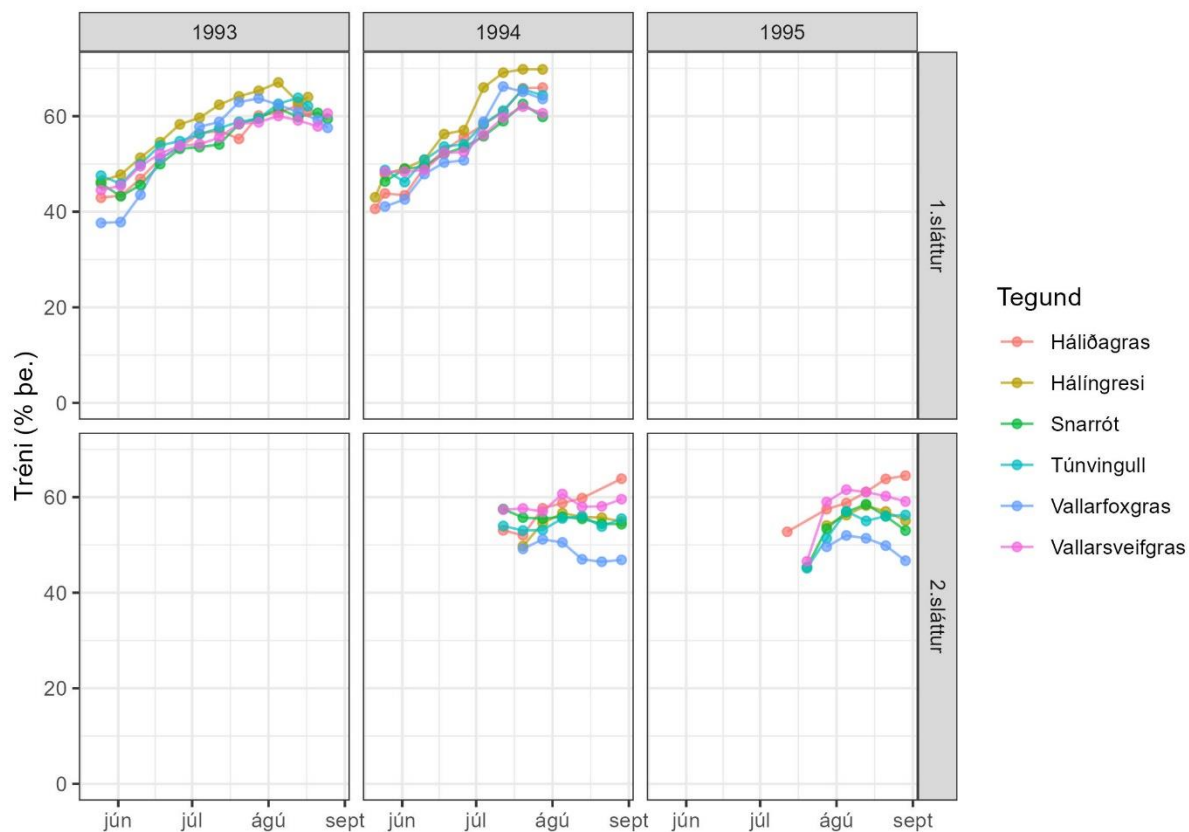 1993 1994 1995
60
40
20
0
1.sláttur
Tréni (% þe.)
60
40
20
0
2.sláttur
jún júl ágú sept jún júl ágú sept jún júl ágú sept
Tegund
Háliðagras
Hálíngresi
Snarrót
Túnvingull
Vallarfoxgras
Vallarsveifgras